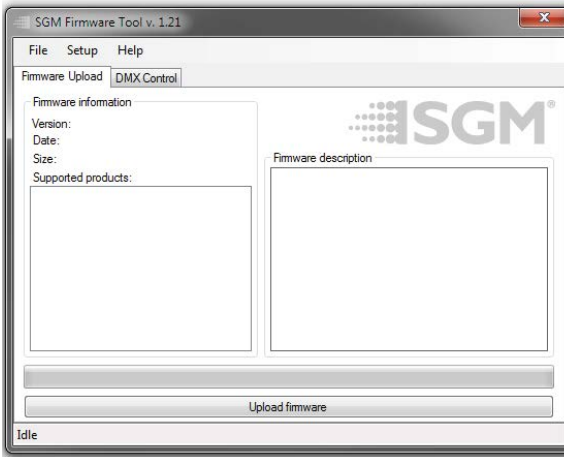 SGM Firmware Tool v. 1.21
File Setup Help
Firmware Upload DMX Control
Firmware information
Version:
Date:
Size:
Supported products:
SGM®
Firmware description
Upload firmware
Idle